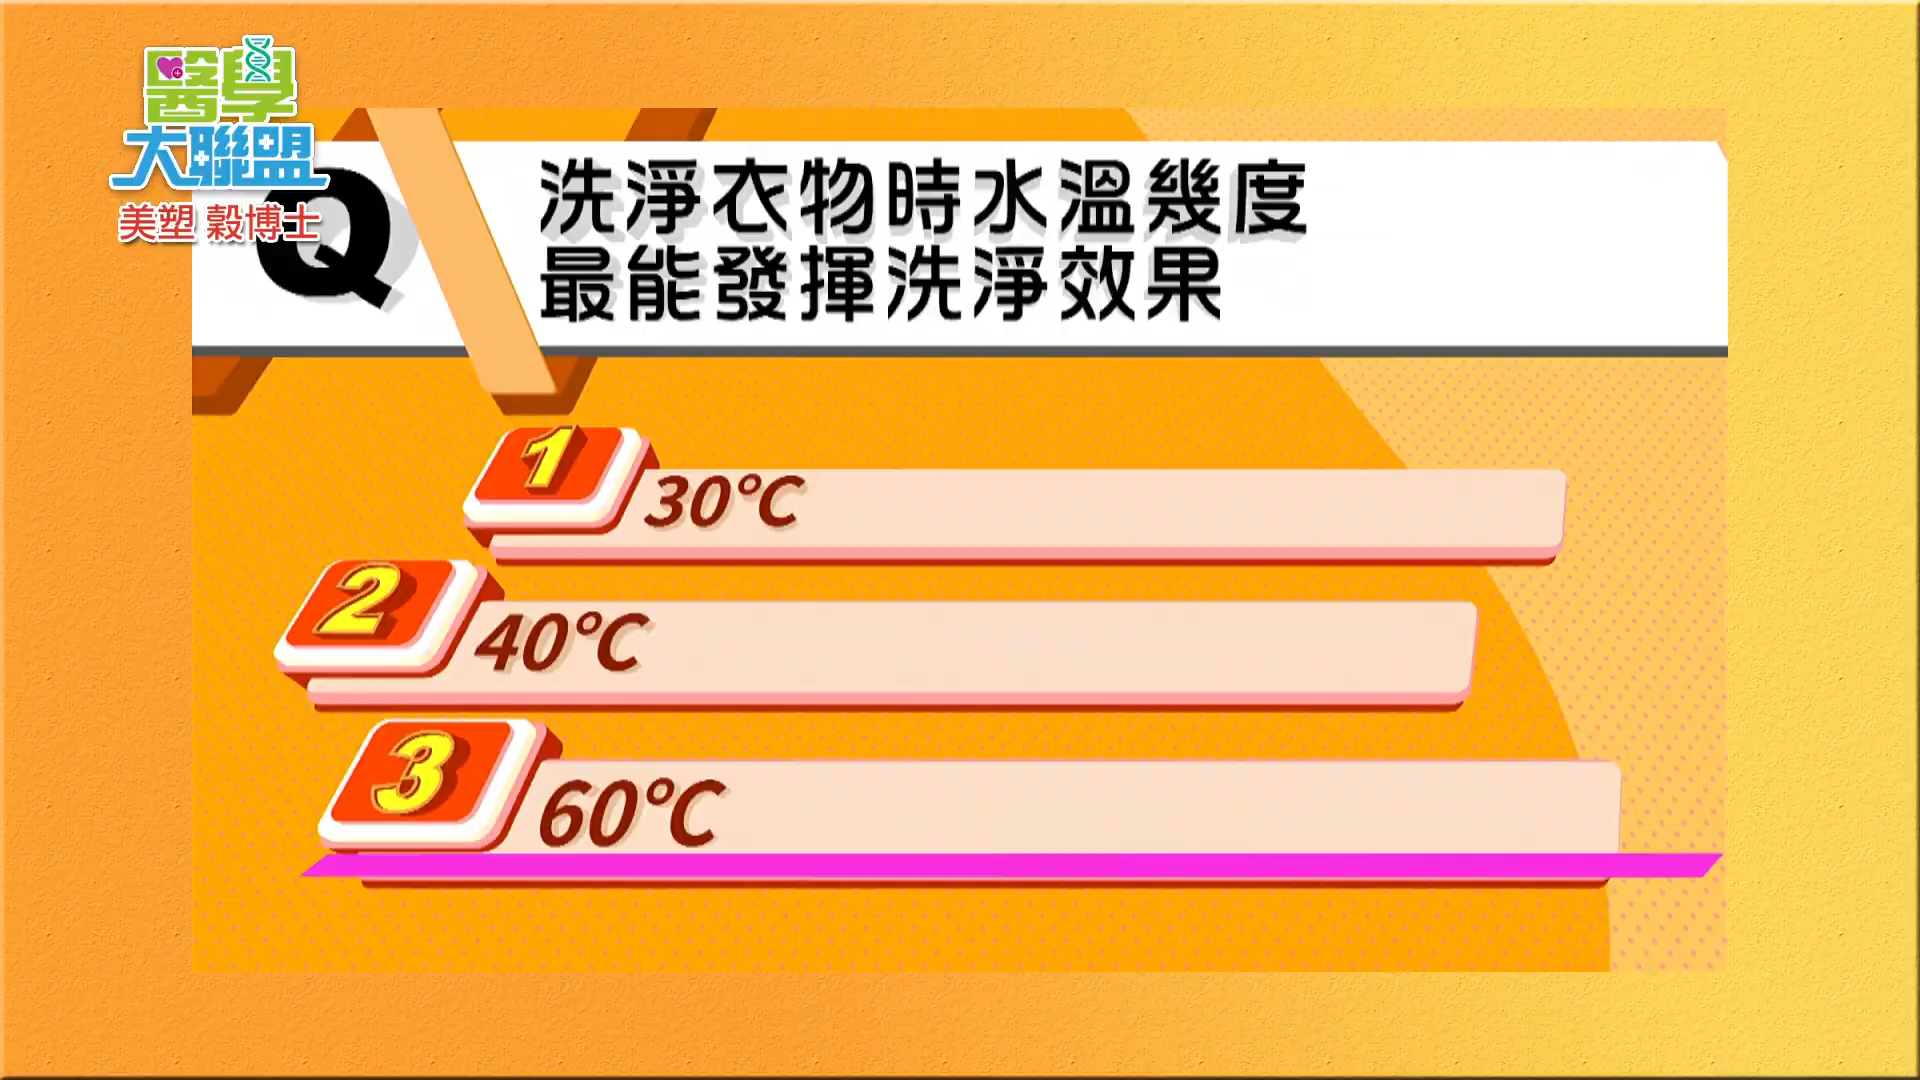 醫學
大聯盟
美塑 穀博士
Q
洗淨衣物時水溫幾度
最能發揮洗淨效果
1 30°C
2 40°C
3 60°C